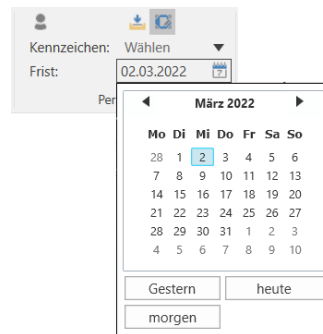 Kennzeichen: Wählen
Frist: 02.03.2022
Per
März 2022
Mo Di Mi Do Fr Sa So
28 1 2 3 4 5 6
7 8 9 10 11 12 13
14 15 16 17 18 19 20
21 22 23 24 25 26 27
28 29 30 31 1 2 3
4 5 6 7 8 9 10
Gestern heute
morgen